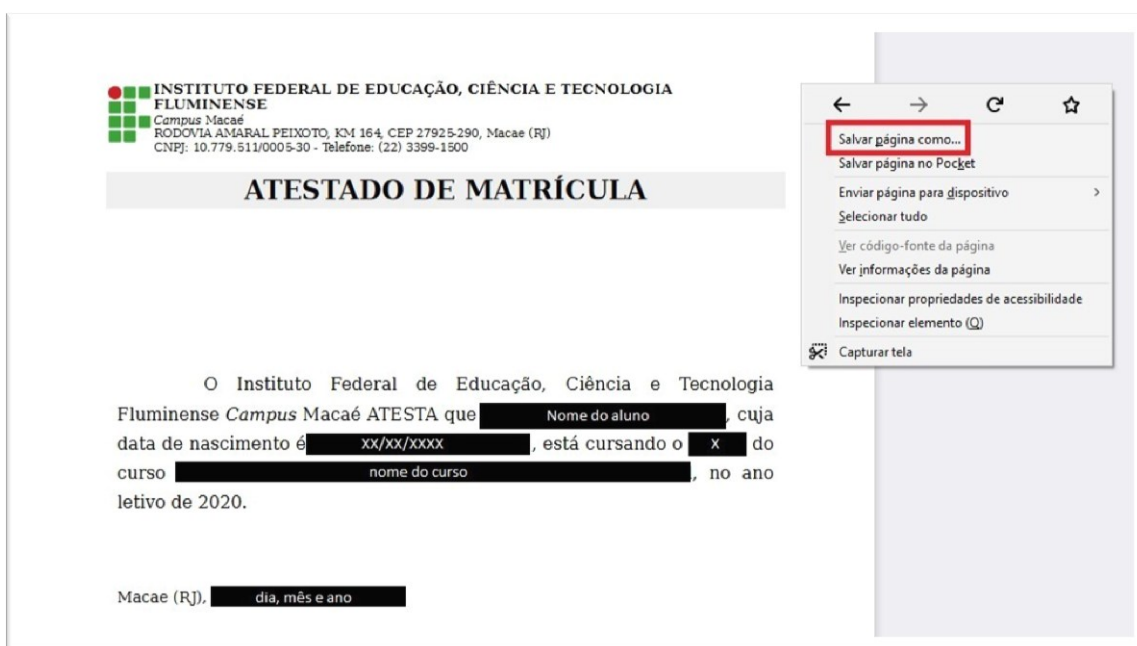 INSTITUTO FEDERAL DE EDUCAÇÃO, CIÊNCIA E TECNOLOGIA
FLUMINENSE
Campus Macaé
RODOVIA AMARAL PEIXOTO, KM 164, CEP 27925-290, Macae (RJ)
CNPJ: 10.779.511/0005-30 - Telefone: (22) 3399-1500
ATESTADO DE MATRÍCULA
O Instituto Federal de Educação, Ciência e Tecnologia
Fluminense Campus Macaé ATESTA que Nome do aluno, cuja
data de nascimento é xx/xx/xxxx, está cursando o x do
curso nome do curso, no ano
letivo de 2020.
Macae (RJ), dia, mês e ano
Salvar página como...
Salvar página no Pocket
Enviar página para dispositivo
Selecionar tudo
Ver código-fonte da página
Ver informações da página
Inspecionar propriedades de acessibilidade
Inspecionar elemento (Q)
Capturar tela